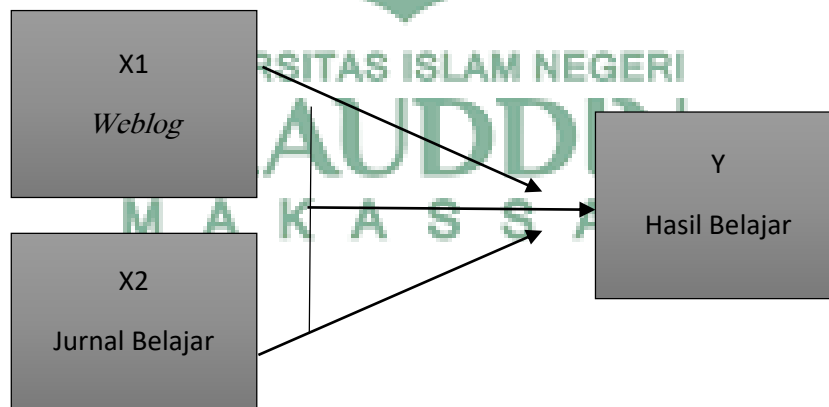 X1
Weblog
X2
Jurnal Belajar
Y
Hasil Belajar
RSITAS ISLAM NEGERI
AUDDI
M A K A S S A